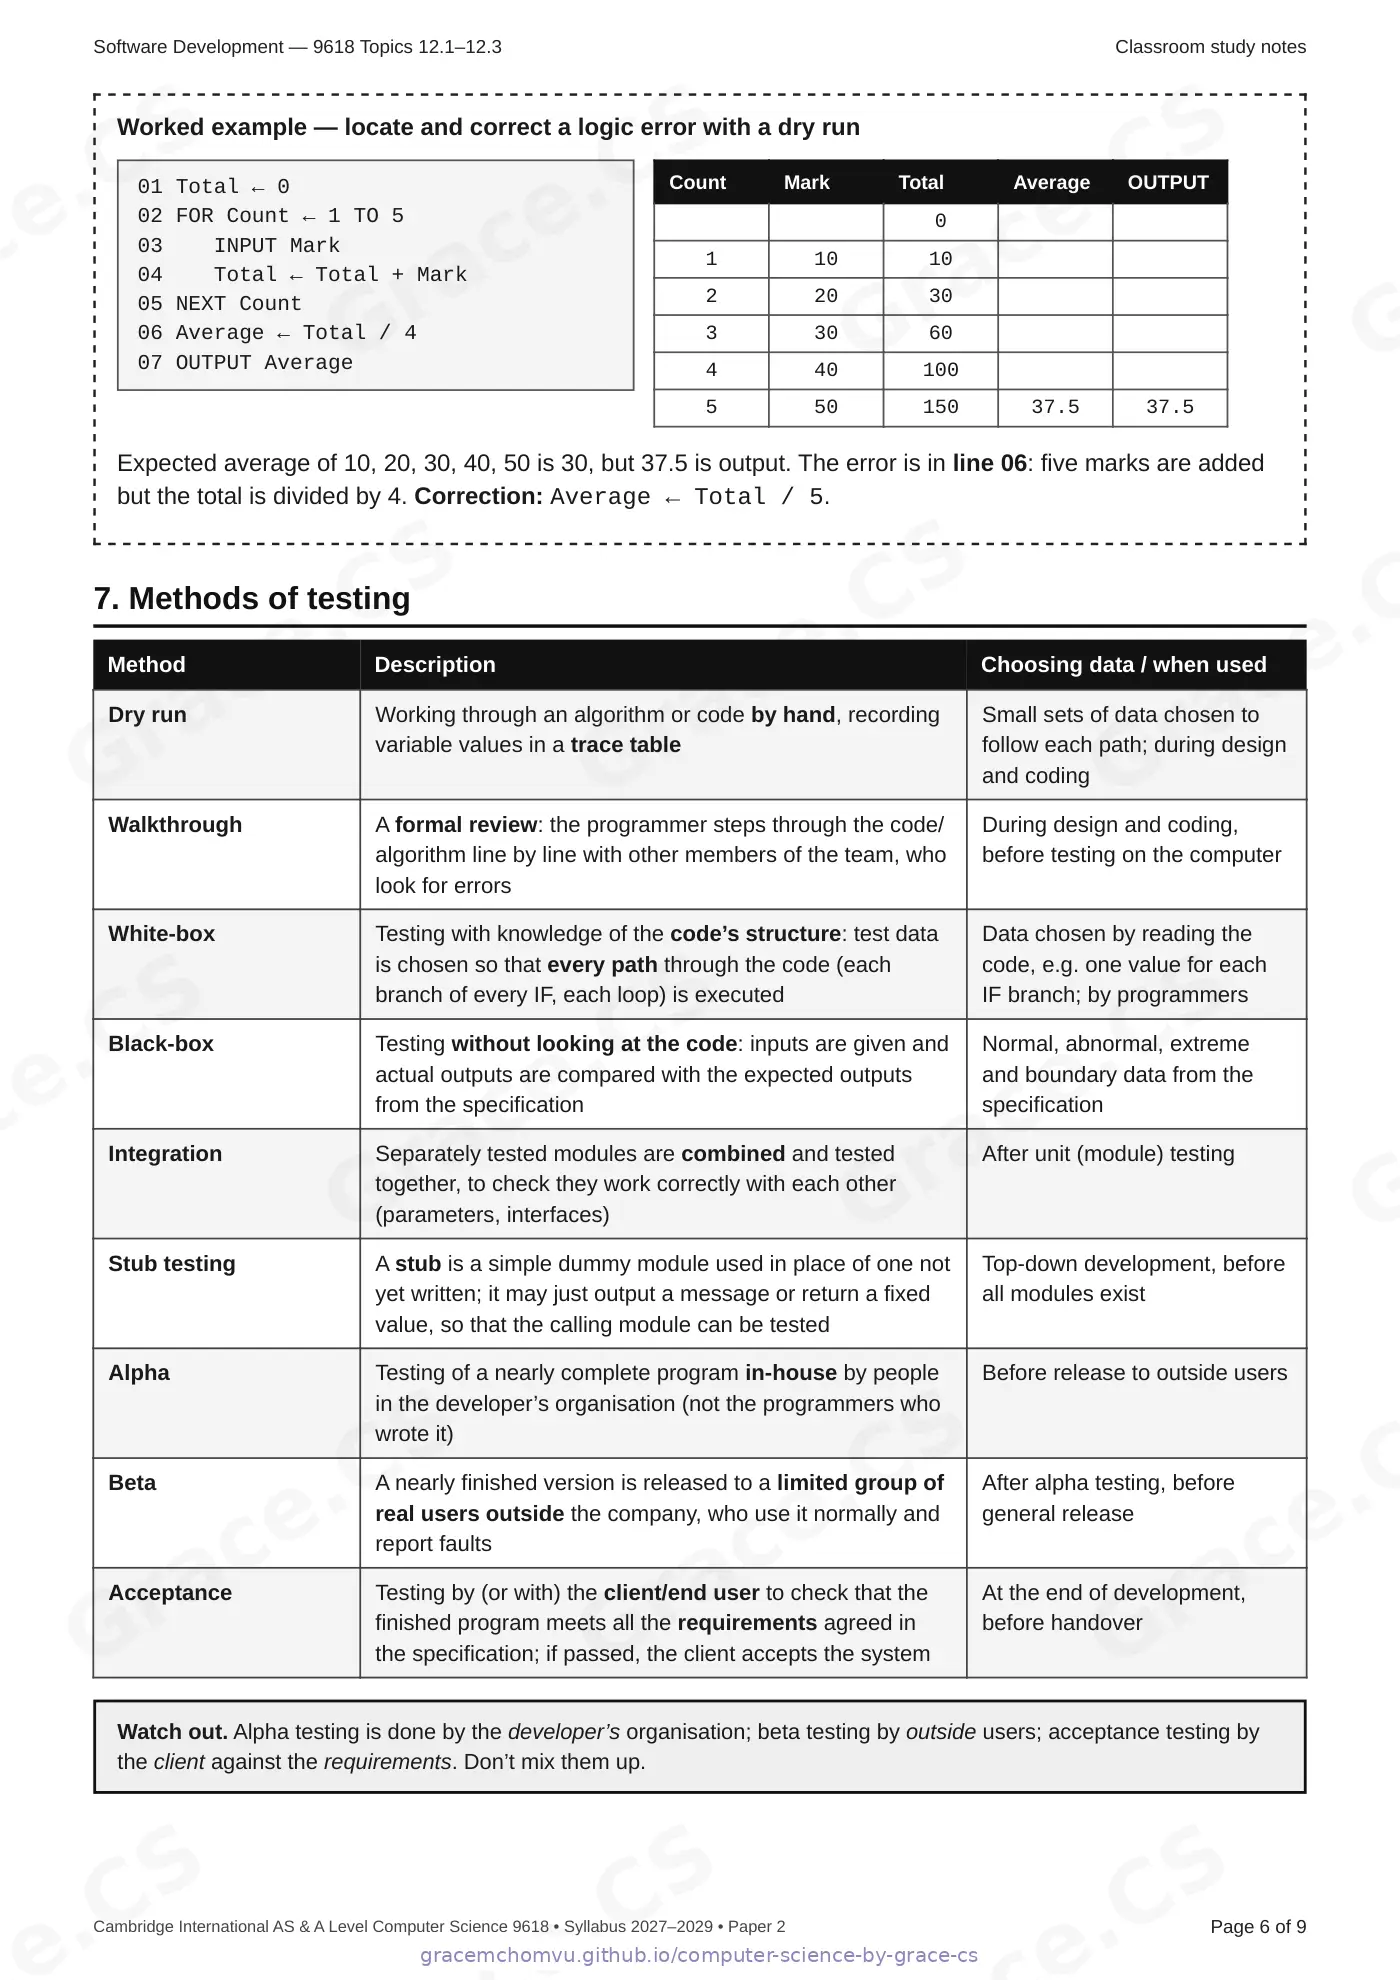 Software Development — 9618 Topics 12.1–12.3
Classroom study notes
Worked example — locate and correct a logic error with a dry run
01 Total ← 0
02 FOR Count ← 1 TO 5
03    INPUT Mark
04    Total ← Total + Mark
05 NEXT Count
06 Average ← Total / 4
07 OUTPUT Average
Count Mark Total Average OUTPUT
0
1 10 10
2 20 30
3 30 60
4 40 100
5 50 150 37.5 37.5
Expected average of 10, 20, 30, 40, 50 is 30, but 37.5 is output. The error is in line 06: five marks are added
but the total is divided by 4. Correction: Average ← Total / 5.
7. Methods of testing
Method Description Choosing data / when used
Dry run
Working through an algorithm or code by hand, recording
variable values in a trace table
Small sets of data chosen to
follow each path; during design
and coding
Walkthrough
A formal review: the programmer steps through the code/
algorithm line by line with other members of the team, who
look for errors
During design and coding,
before testing on the computer
White-box
Testing with knowledge of the code’s structure: test data
is chosen so that every path through the code (each
branch of every IF, each loop) is executed
Data chosen by reading the
code, e.g. one value for each
IF branch; by programmers
Black-box
Testing without looking at the code: inputs are given and
actual outputs are compared with the expected outputs
from the specification
Normal, abnormal, extreme
and boundary data from the
specification
Integration
Separately tested modules are combined and tested
together, to check they work correctly with each other
(parameters, interfaces)
After unit (module) testing
Stub testing
A stub is a simple dummy module used in place of one not
yet written; it may just output a message or return a fixed
value, so that the calling module can be tested
Top-down development, before
all modules exist
Alpha
Testing of a nearly complete program in-house by people
in the developer’s organisation (not the programmers who
wrote it)
Before release to outside users
Beta
A nearly finished version is released to a limited group of
real users outside the company, who use it normally and
report faults
After alpha testing, before
general release
Acceptance
Testing by (or with) the client/end user to check that the
finished program meets all the requirements agreed in
the specification; if passed, the client accepts the system
At the end of development,
before handover
Watch out. Alpha testing is done by the developer’s organisation; beta testing by outside users; acceptance testing by
the client against the requirements. Don’t mix them up.
Cambridge International AS & A Level Computer Science 9618 • Syllabus 2027–2029 • Paper 2
Page 6 of 9
gracemchomvu.github.io/computer-science-by-grace-cs
Grace.CS